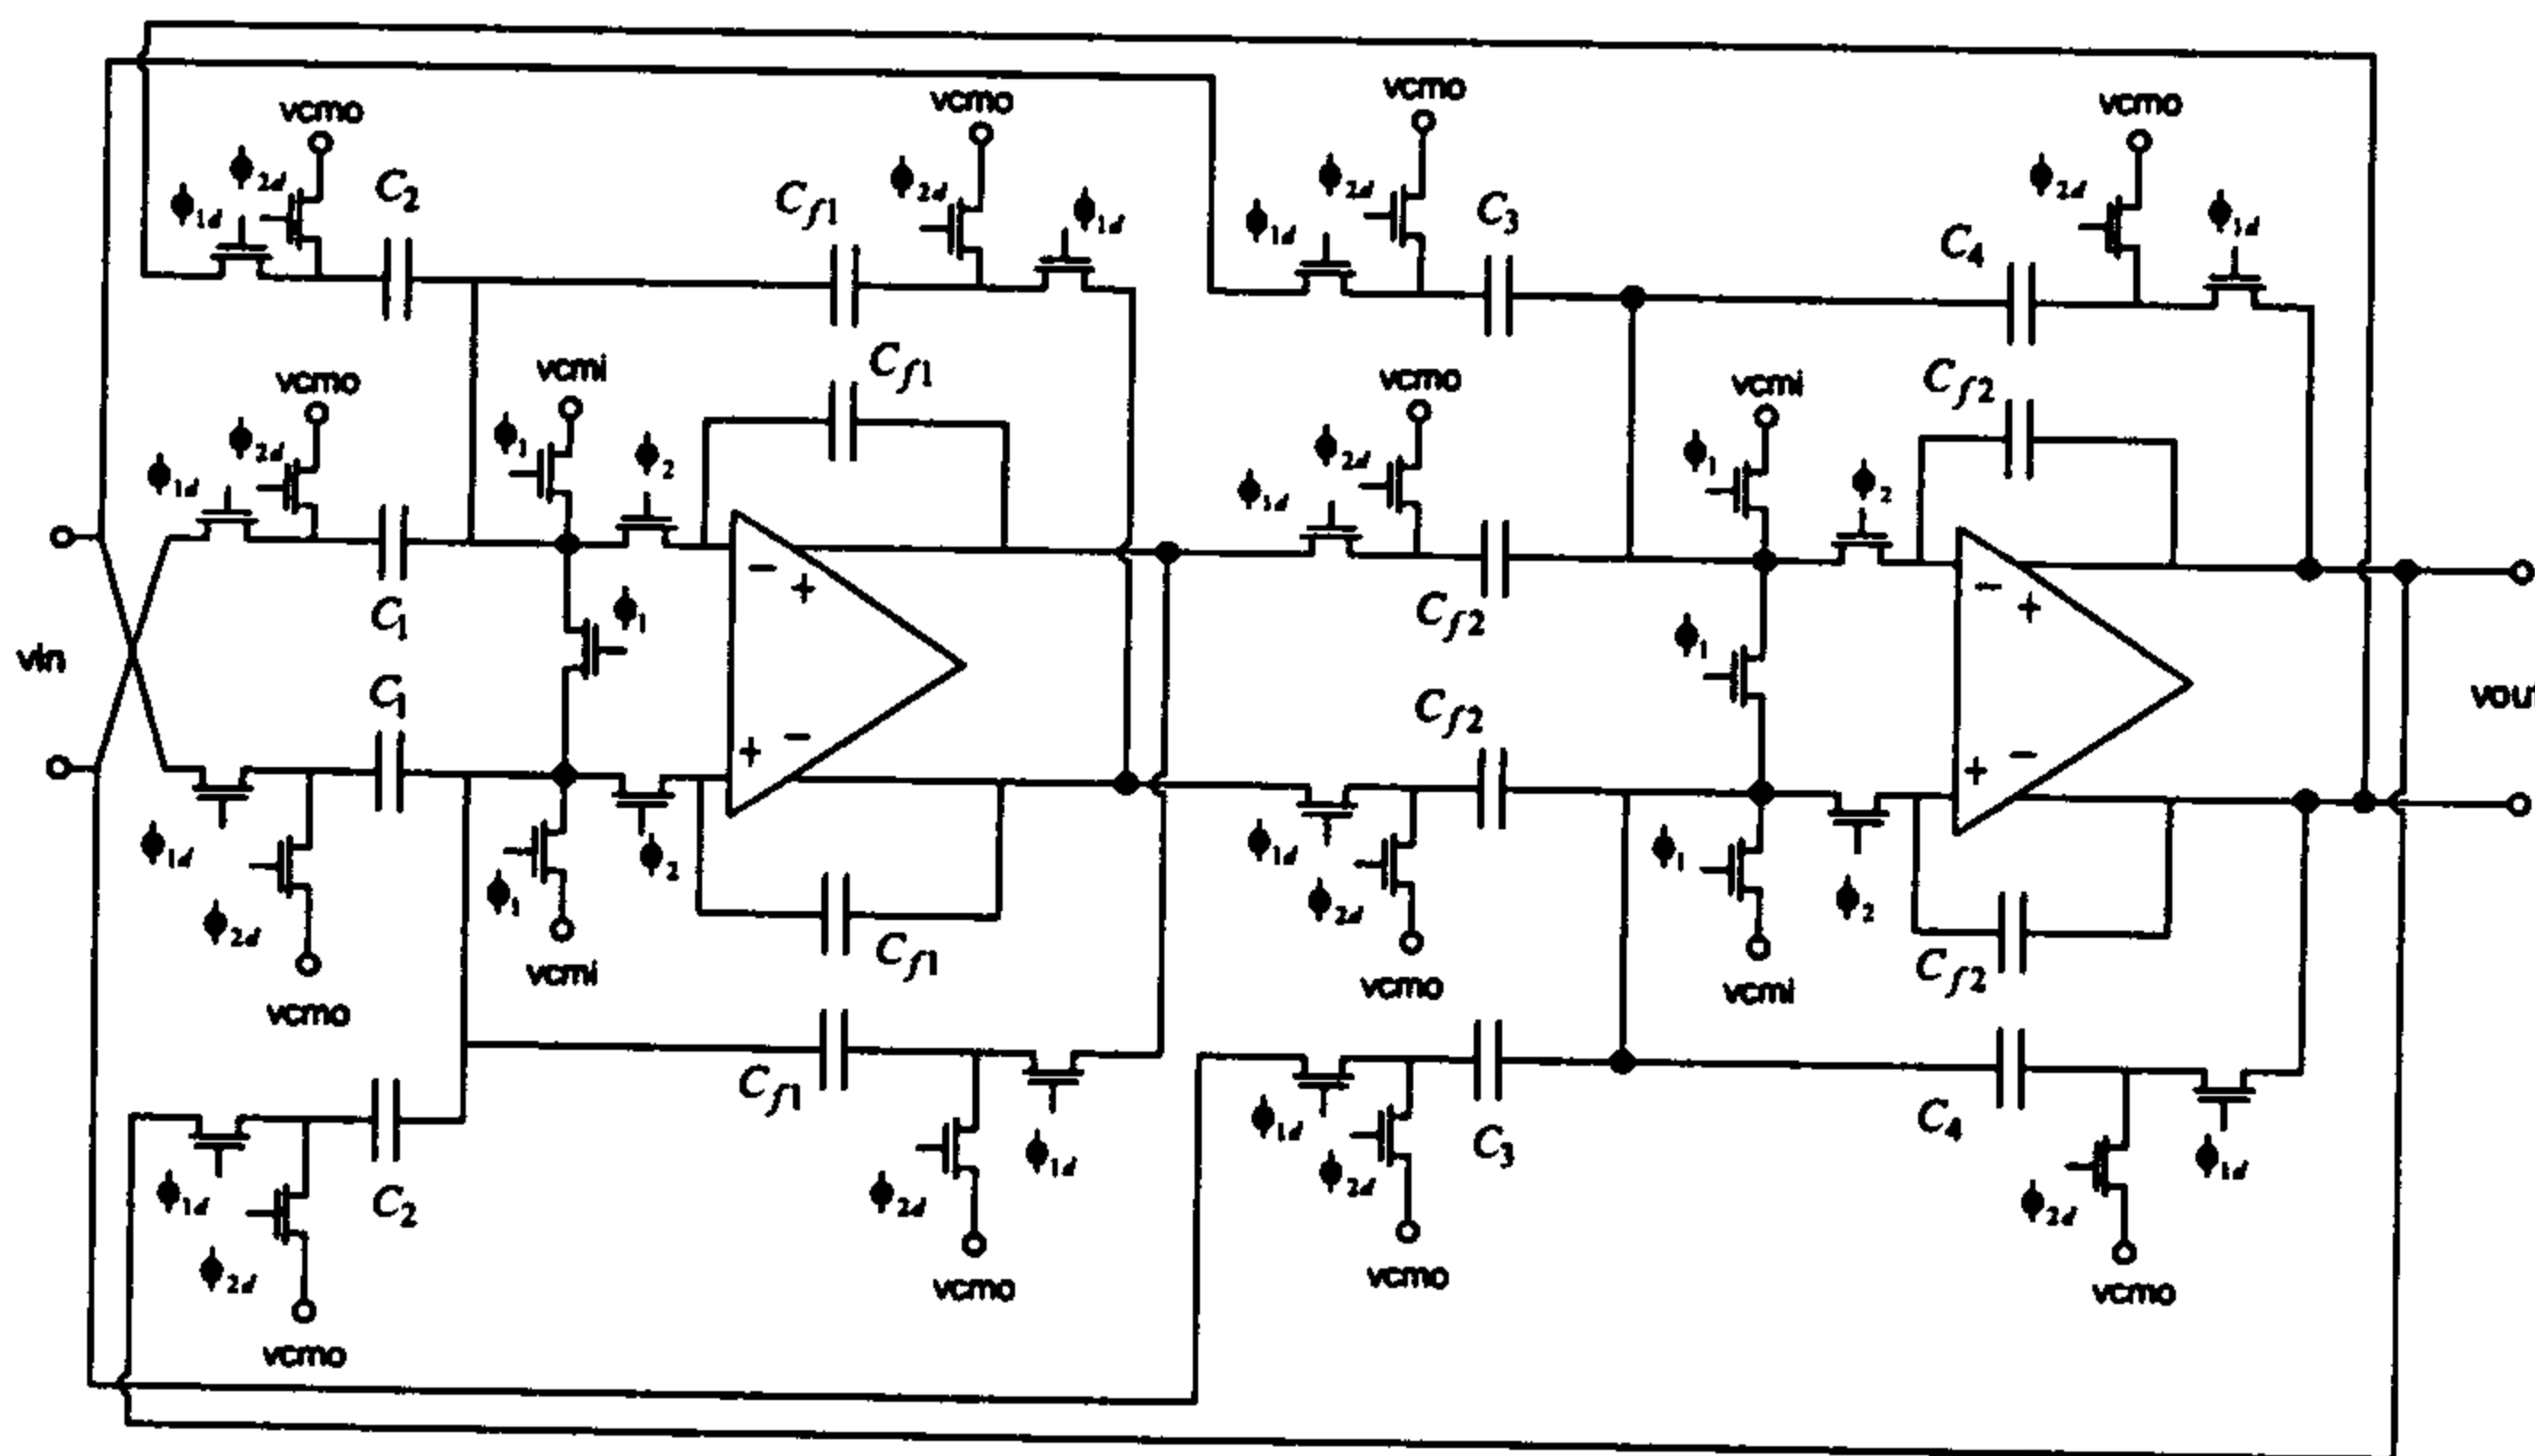 vcmo
vcmo
vcmo
vcmo
ϕ1d ϕ2d C2 Cf1 ϕ2d ϕ1d ϕ1d ϕ2d C3 C4 ϕ2d ϕ1d
vcmo vcmi Cf1 vcmo vcmi Cf2
ϕ1d ϕ2d ϕ1 ϕ2 ϕ1d ϕ2d ϕ1 ϕ2
C1 − + ϕ1 Cf2 ϕ1 − +
vin vout
C1 + − Cf2 + −
ϕ1d ϕ2d ϕ1 ϕ2 Cf1 ϕ1d ϕ2d ϕ1 ϕ2 Cf2
vcmo vcmi vcmo vcmi
Cf1 C4
ϕ1d ϕ2d C2 ϕ2d ϕ1d ϕ1d ϕ2d C3 ϕ2d ϕ1d
vcmo vcmo vcmo vcmo